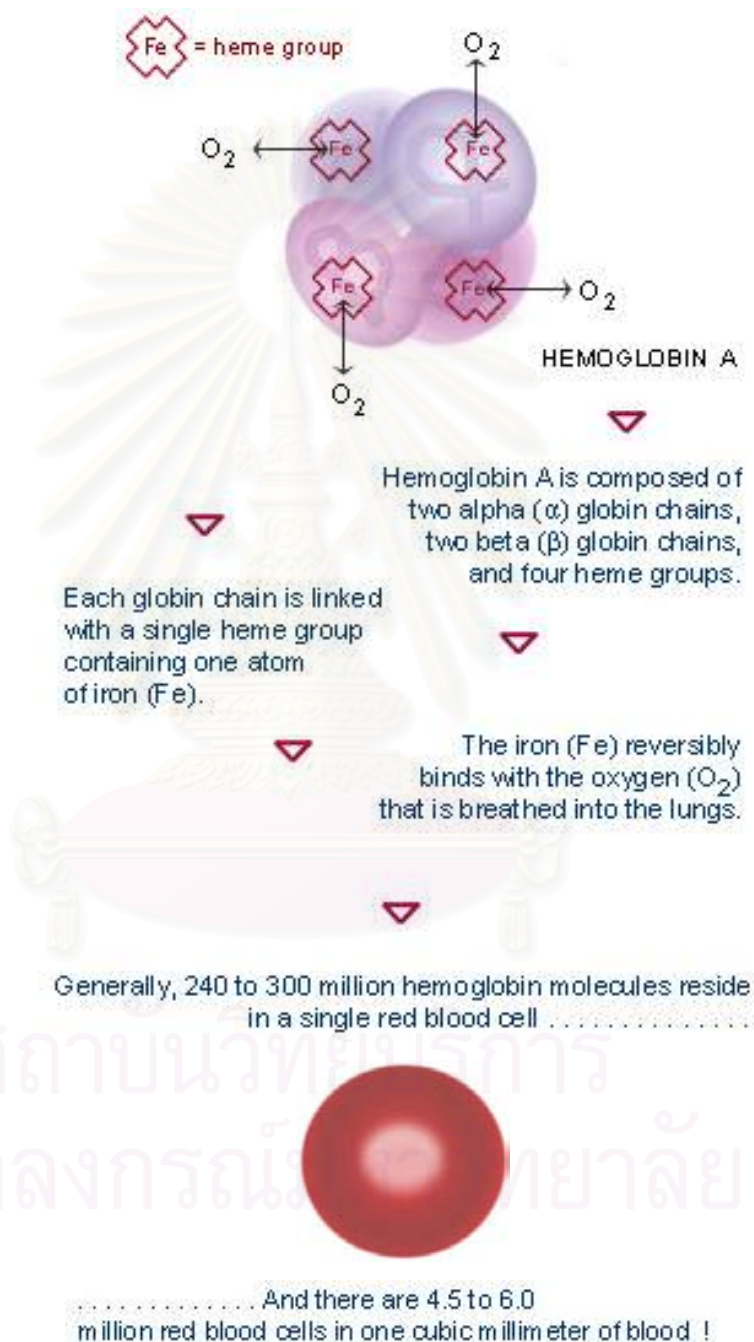 Fe = heme group
O2
O2 Fe Fe
Fe Fe O2
O2
HEMOGLOBIN A
Hemoglobin A is composed of
two alpha (α) globin chains,
two beta (β) globin chains,
and four heme groups.
Each globin chain is linked
with a single heme group
containing one atom
of iron (Fe).
The iron (Fe) reversibly
binds with the oxygen (O2)
that is breathed into the lungs.
Generally, 240 to 300 million hemoglobin molecules reside
in a single red blood cell . . . . . . . . . . . . . .
. . . . . . . . . . . . . And there are 4.5 to 6.0
million red blood cells in one cubic millimeter of blood !